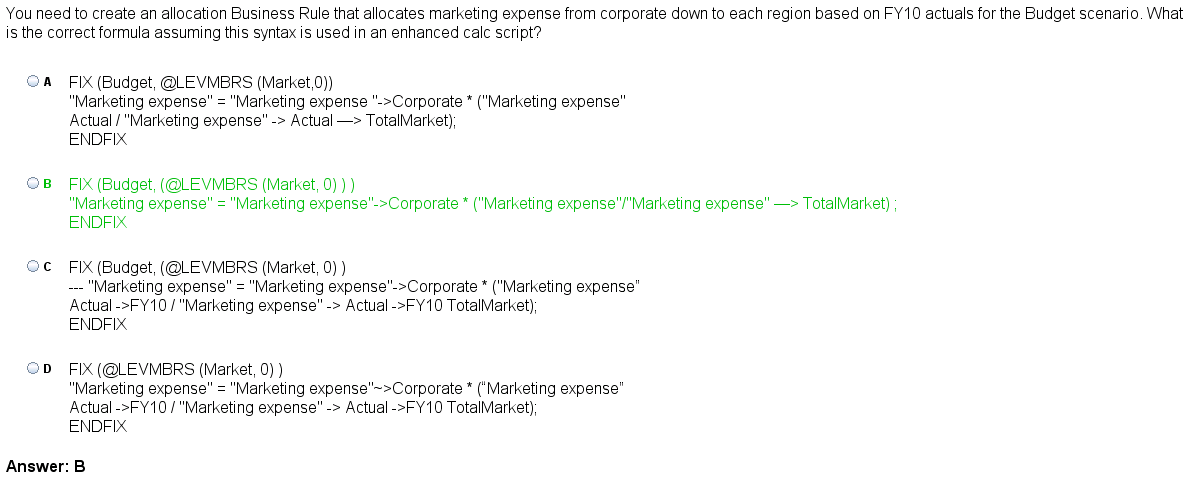 You need to create an allocation Business Rule that allocates marketing expense from corporate down to each region based on FY10 actuals for the Budget scenario. What
is the correct formula assuming this syntax is used in an enhanced calc script?
A FIX (Budget, @LEVMBRS (Market,0))
"Marketing expense" = "Marketing expense "->Corporate * ("Marketing expense"
Actual / "Marketing expense" -> Actual —> TotalMarket);
ENDFIX
B FIX (Budget, (@LEVMBRS (Market, 0) ) )
"Marketing expense" = "Marketing expense"->Corporate * ("Marketing expense"/"Marketing expense" —> TotalMarket) ;
ENDFIX
C FIX (Budget, (@LEVMBRS (Market, 0) )
--- "Marketing expense" = "Marketing expense"->Corporate * ("Marketing expense”
Actual ->FY10 / "Marketing expense" -> Actual ->FY10 TotalMarket);
ENDFIX
D FIX (@LEVMBRS (Market, 0) )
"Marketing expense" = "Marketing expense"~>Corporate * (“Marketing expense”
Actual ->FY10 / "Marketing expense" -> Actual ->FY10 TotalMarket);
ENDFIX
Answer: B